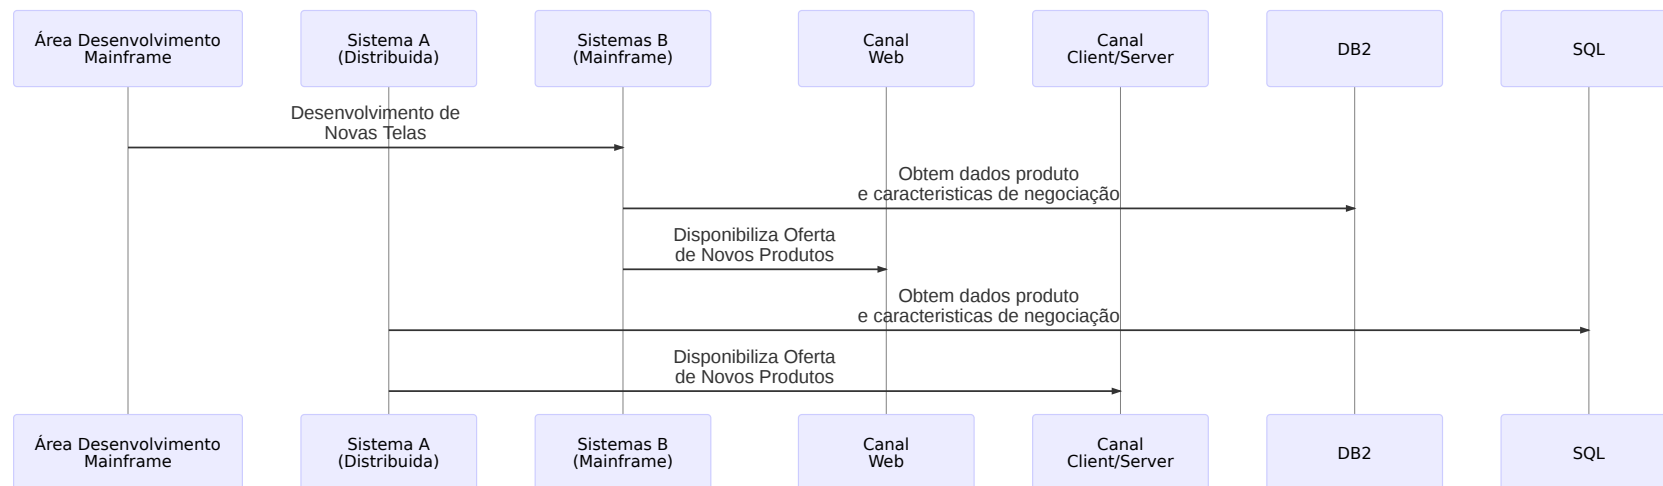 Área Desenvolvimento
Mainframe
Sistema A
(Distribuida)
Sistemas B
(Mainframe)
Canal
Web
Canal
Client/Server
DB2
SQL
Desenvolvimento de
Novas Telas
Obtem dados produto
e caracteristicas de negociação
Disponibiliza Oferta
de Novos Produtos
Obtem dados produto
e caracteristicas de negociação
Disponibiliza Oferta
de Novos Produtos
Área Desenvolvimento
Mainframe
Sistema A
(Distribuida)
Sistemas B
(Mainframe)
Canal
Web
Canal
Client/Server
DB2
SQL